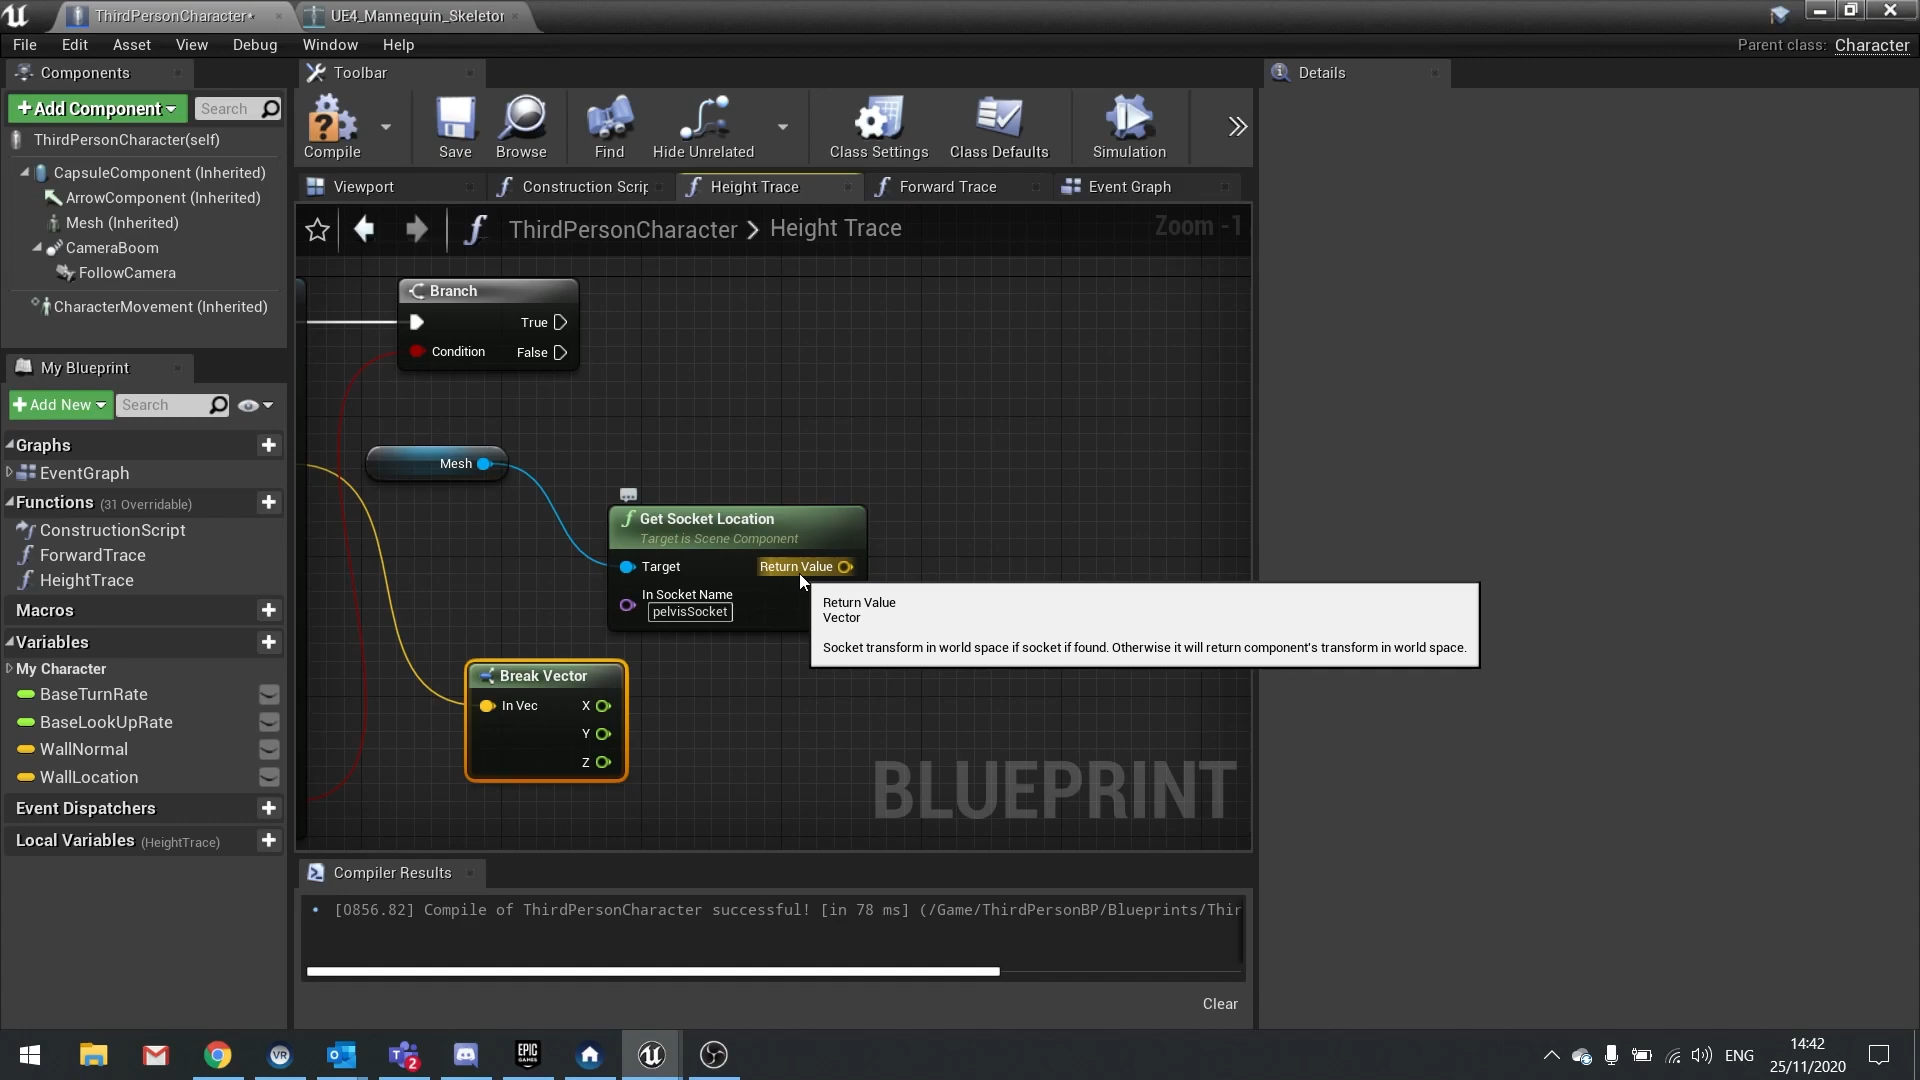 ThirdPersonCharacter*
UE4_Mannequin_Skeletor
File Edit Asset View Debug Window Help
Parent class: Character
Components
Add Component
Search
ThirdPersonCharacter(self)
CapsuleComponent (Inherited)
ArrowComponent (Inherited)
Mesh (Inherited)
CameraBoom
FollowCamera
CharacterMovement (Inherited)
My Blueprint
Add New
Search
Graphs
EventGraph
Functions (31 Overridable)
ConstructionScript
ForwardTrace
HeightTrace
Macros
Variables
My Character
BaseTurnRate
BaseLookUpRate
WallNormal
WallLocation
Event Dispatchers
Local Variables (HeightTrace)
Toolbar
Compile
Save
Browse
Find
Hide Unrelated
Class Settings
Class Defaults
Simulation
Viewport
Construction Scrip
Height Trace
Forward Trace
Event Graph
ThirdPersonCharacter > Height Trace
Zoom -1
Branch
True
Condition
False
Mesh
Get Socket Location
Target is Scene Component
Target
Return Value
In Socket Name
pelvisSocket
Return Value
Vector
Socket transform in world space if socket if found. Otherwise it will return component's transform in world space.
Break Vector
In Vec
X
Y
Z
BLUEPRINT
Compiler Results
[0856.82] Compile of ThirdPersonCharacter successful! [in 78 ms] (/Game/ThirdPersonBP/Blueprints/Thir
Clear
Details
VR
2
EPIC GAMES
ENG
14:42
25/11/2020